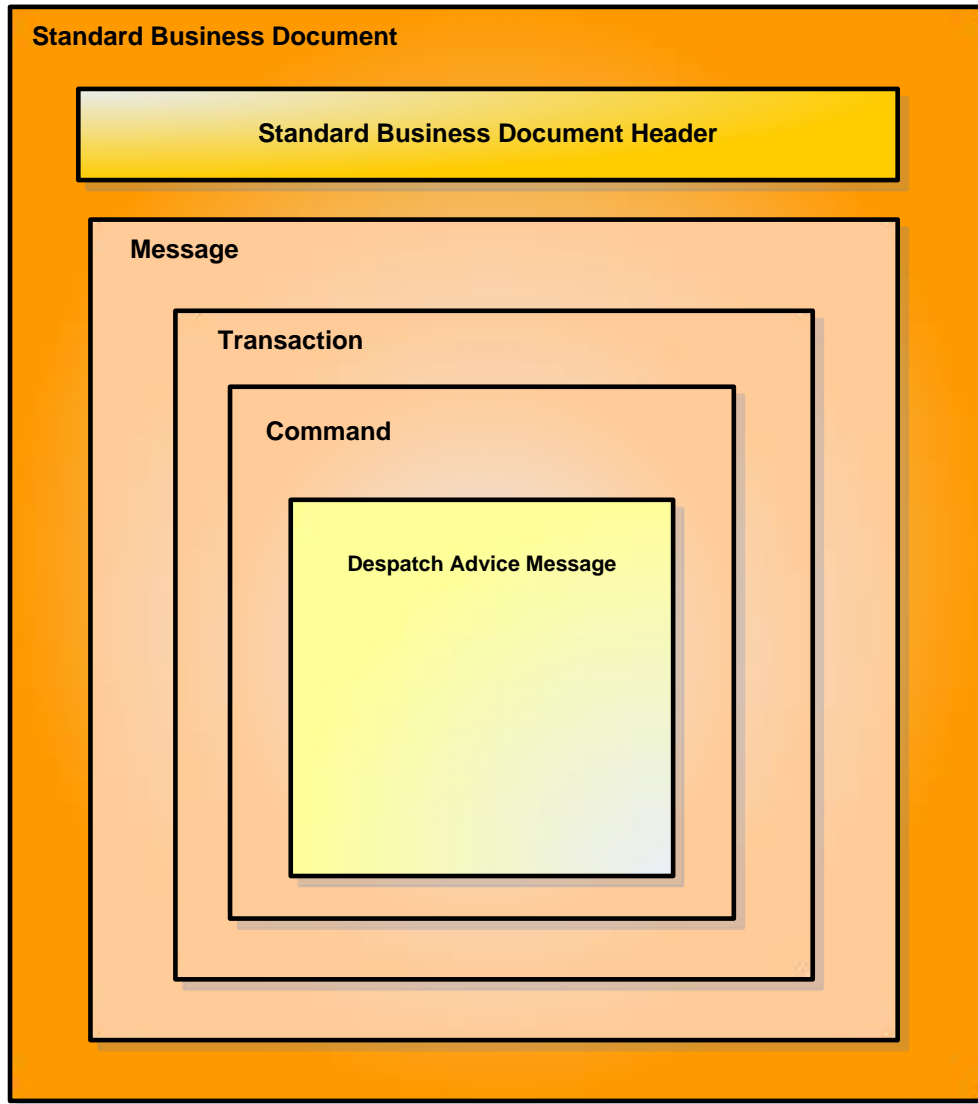 Standard Business Document
Standard Business Document Header
Message
Transaction
Command
Despatch Advice Message